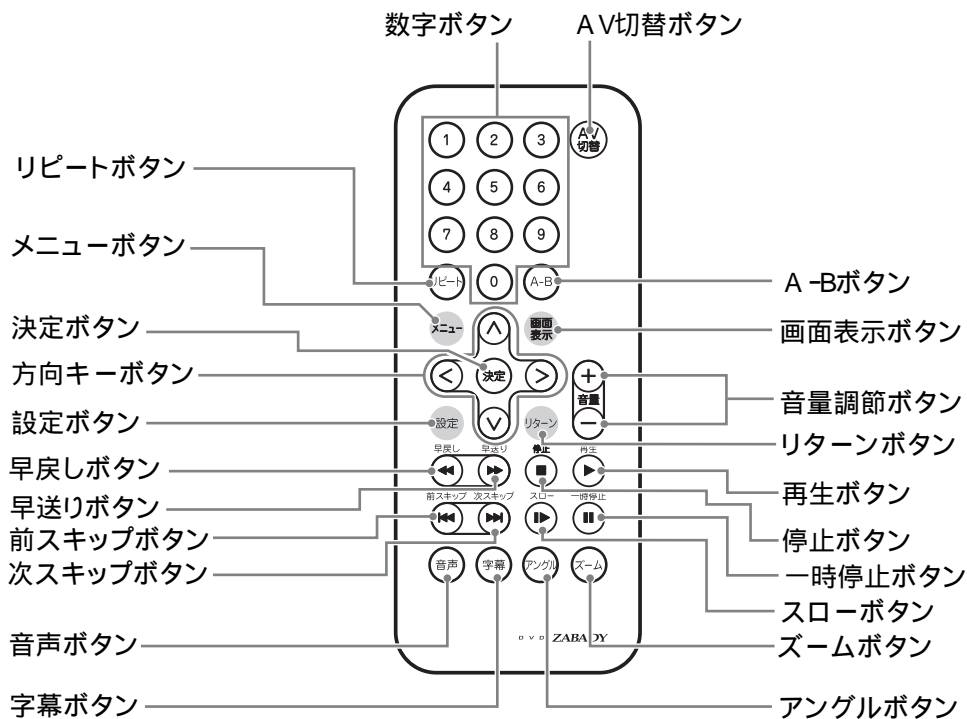 数字ボタン
AV切替ボタン
1 2 3
AV
切替
リピートボタン
4 5 6
7 8 9
メニューボタン
リピート 0 A-B
A-Bボタン
メニュー
画面
表示
決定ボタン
画面表示ボタン
方向キーボタン
< 決定 > +
音量
音量調節ボタン
設定ボタン
設定 リターン −
リターンボタン
早戻し 早送り 停止 再生
早戻しボタン
再生ボタン
早送りボタン
前スキップ 次スキップ スロー 一時停止
前スキップボタン
停止ボタン
次スキップボタン
一時停止ボタン
音声 字幕 アングル ズーム
スローボタン
音声ボタン
DVD ZABADY
ズームボタン
字幕ボタン
アングルボタン